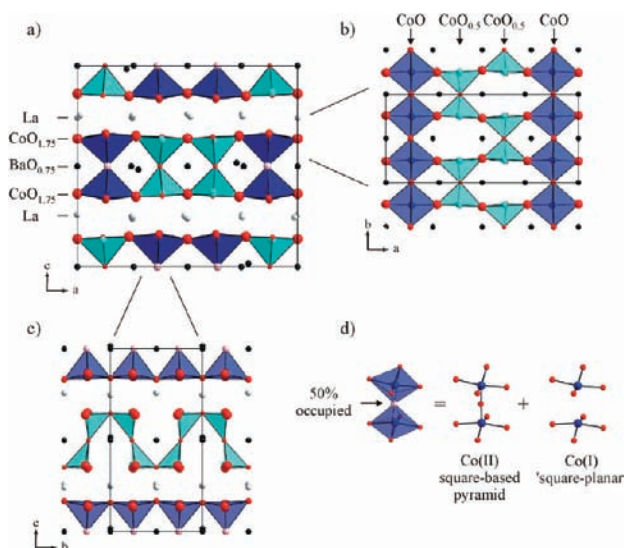 a)
La
CoO1.75
BaO0.75
CoO1.75
La
c
a
b)
CoO CoO0.5 CoO0.5 CoO
b
a
c)
c
b
d)
50%
occupied
=
+
Co(II)
square-based
pyramid
Co(I)
'square-planar'